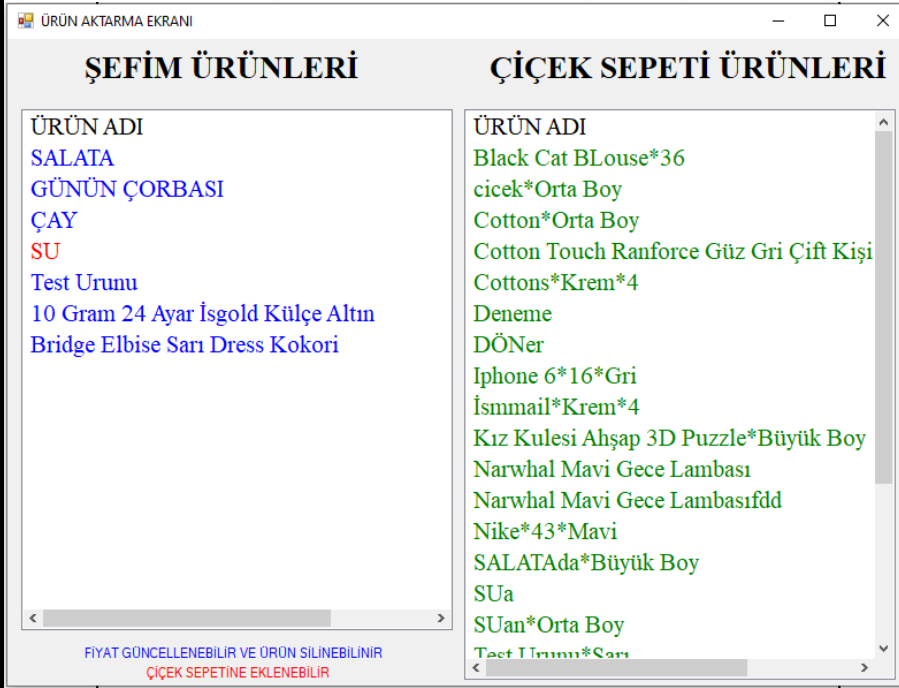 ÜRÜN AKTARMA EKRANI
ŞEFİM ÜRÜNLERİ
ÜRÜN ADI
SALATA
GÜNÜN ÇORBASI
ÇAY
SU
Test Urunu
10 Gram 24 Ayar İsgold Külçe Altın
Bridge Elbise Sarı Dress Kokori
FİYAT GÜNCELLENEBİLİR VE ÜRÜN SİLİNEBİLİNİR
ÇİÇEK SEPETİNE EKLENEBİLİR
ÇİÇEK SEPETİ ÜRÜNLERİ
ÜRÜN ADI
Black Cat BLouse*36
cicek*Orta Boy
Cotton*Orta Boy
Cotton Touch Ranforce Güz Gri Çift Kişi
Cottons*Krem*4
Deneme
DÖNer
Iphone 6*16*Gri
İsmmail*Krem*4
Kız Kulesi Ahşap 3D Puzzle*Büyük Boy
Narwhal Mavi Gece Lambası
Narwhal Mavi Gece Lambasıfdd
Nike*43*Mavi
SALATAda*Büyük Boy
SUa
SUan*Orta Boy
Test Urunu*Sarı